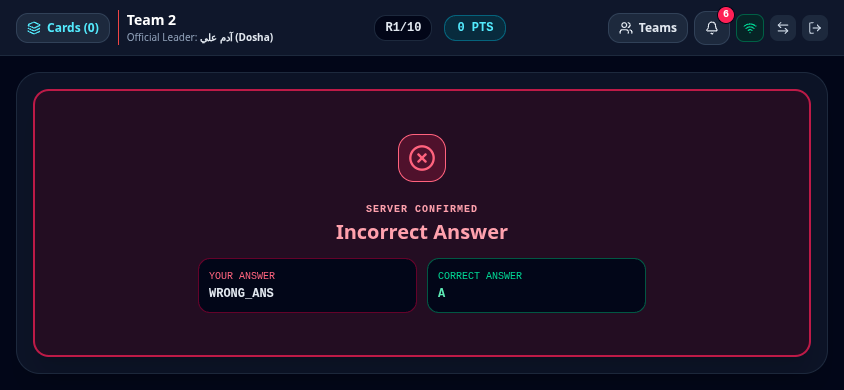 Cards (0)
Team 2
Official Leader: آدم علي (Dosha)
R1/10
0 PTS
Teams
6
SERVER CONFIRMED
Incorrect Answer
YOUR ANSWER
WRONG_ANS
CORRECT ANSWER
A